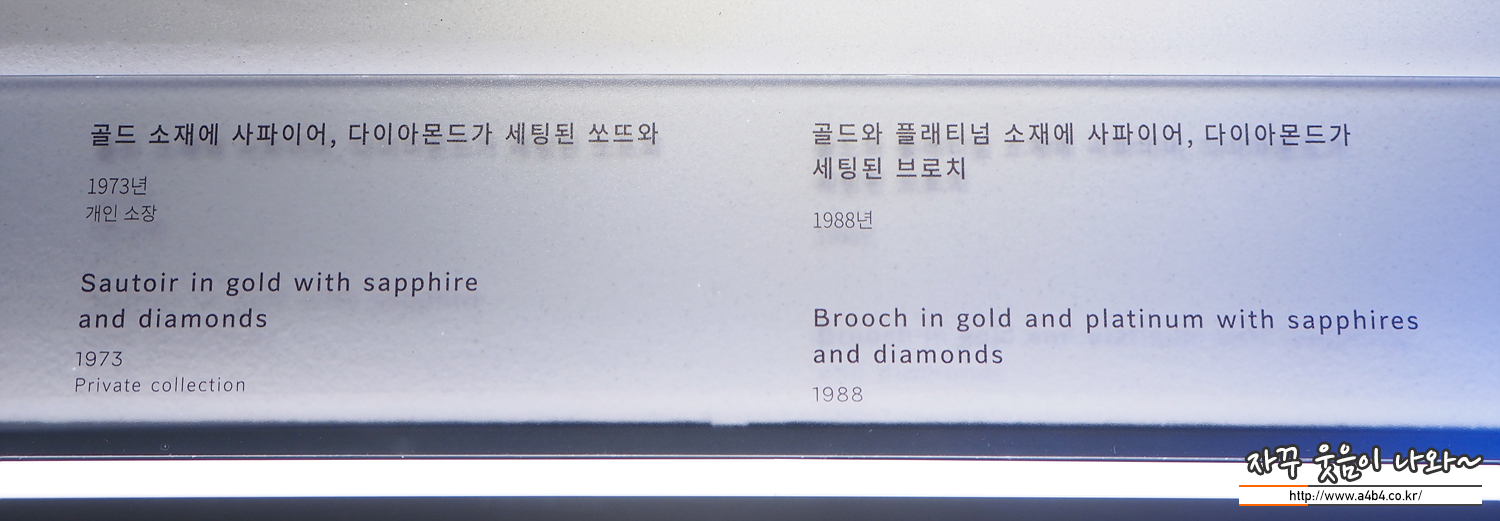 골드 소재에 사파이어, 다이아몬드가 세팅된 쏘뜨와
1973년
개인 소장
Sautoir in gold with sapphire
and diamonds
1973
Private collection
골드와 플래티넘 소재에 사파이어, 다이아몬드가
세팅된 브로치
1988년
Brooch in gold and platinum with sapphires
and diamonds
1988
자꾸 웃음이 나와~
http://www.a4b4.co.kr/